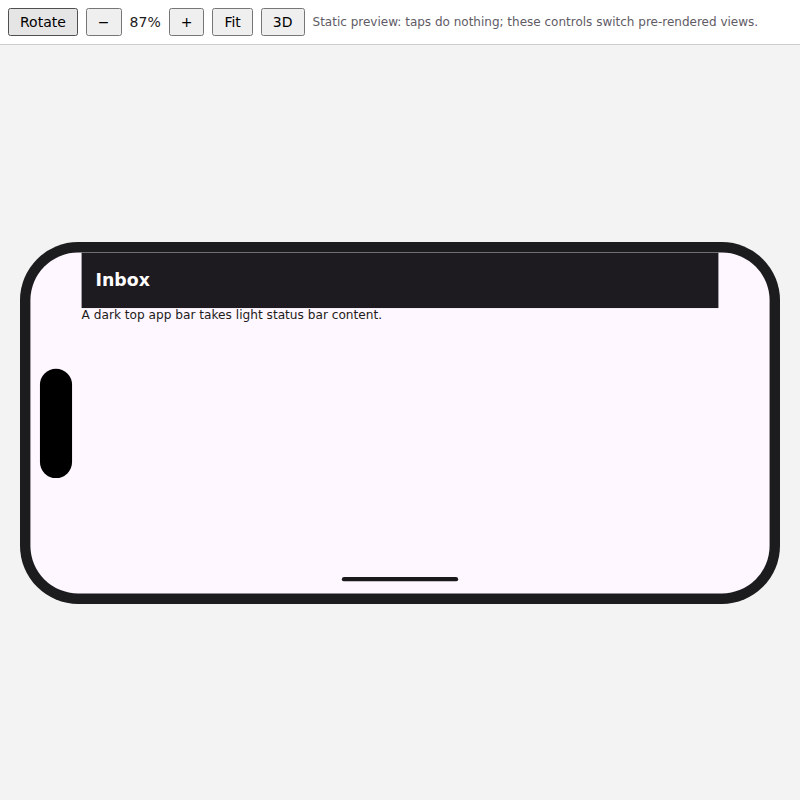 Rotate − 87% + Fit 3D Static preview: taps do nothing; these controls switch pre-rendered views.
Inbox
A dark top app bar takes light status bar content.